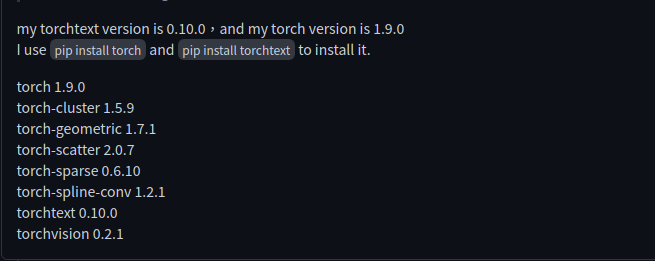 my torchtext version is 0.10.0，and my torch version is 1.9.0
I use pip install torch and pip install torchtext to install it.
torch 1.9.0
torch-cluster 1.5.9
torch-geometric 1.7.1
torch-scatter 2.0.7
torch-sparse 0.6.10
torch-spline-conv 1.2.1
torchtext 0.10.0
torchvision 0.2.1